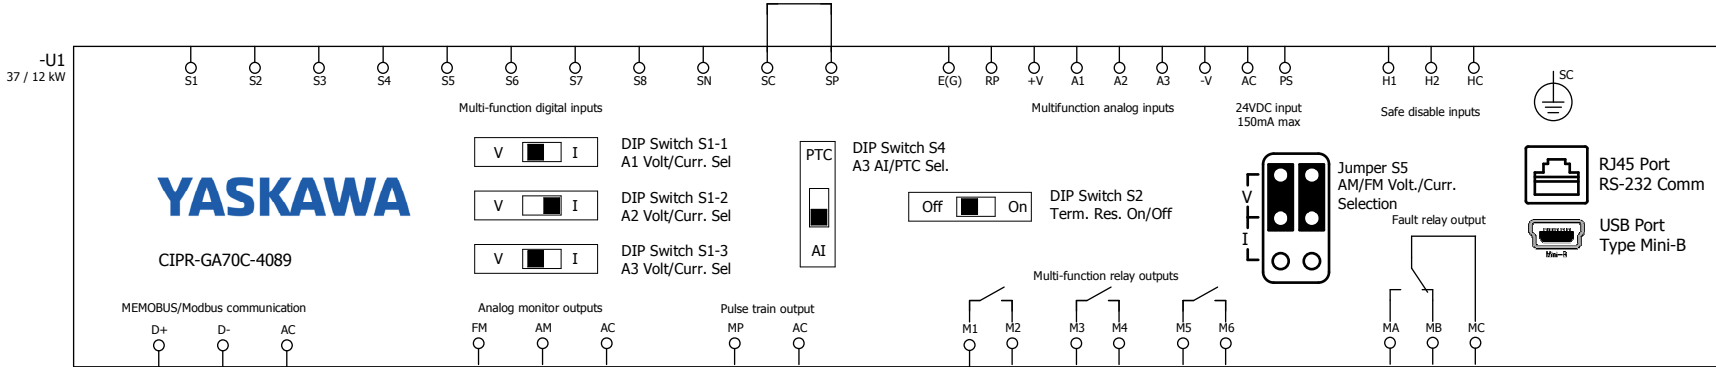 -U1
37 / 12 kW
S1 S2 S3 S4 S5 S6 S7 S8 SN SC SP E(G) RP +V A1 A2 A3 -V AC PS H1 H2 HC SC
Multi-function digital inputs
Multifunction analog inputs
24VDC input
150mA max
Safe disable inputs
V I
DIP Switch S1-1
A1 Volt/Curr. Sel
V I
DIP Switch S1-2
A2 Volt/Curr. Sel
V I
DIP Switch S1-3
A3 Volt/Curr. Sel
PTC
AI
DIP Switch S4
A3 AI/PTC Sel.
Off On
DIP Switch S2
Term. Res. On/Off
V
I
Jumper S5
AM/FM Volt./Curr.
Selection
RJ45 Port
RS-232 Comm
USB Port
Type Mini-B
Mini-B
YASKAWA
CIPR-GA70C-4089
Fault relay output
Multi-function relay outputs
MEMOBUS/Modbus communication
D+ D- AC
Analog monitor outputs
FM AM AC
Pulse train output
MP AC
M1 M2 M3 M4 M5 M6
MA MB MC